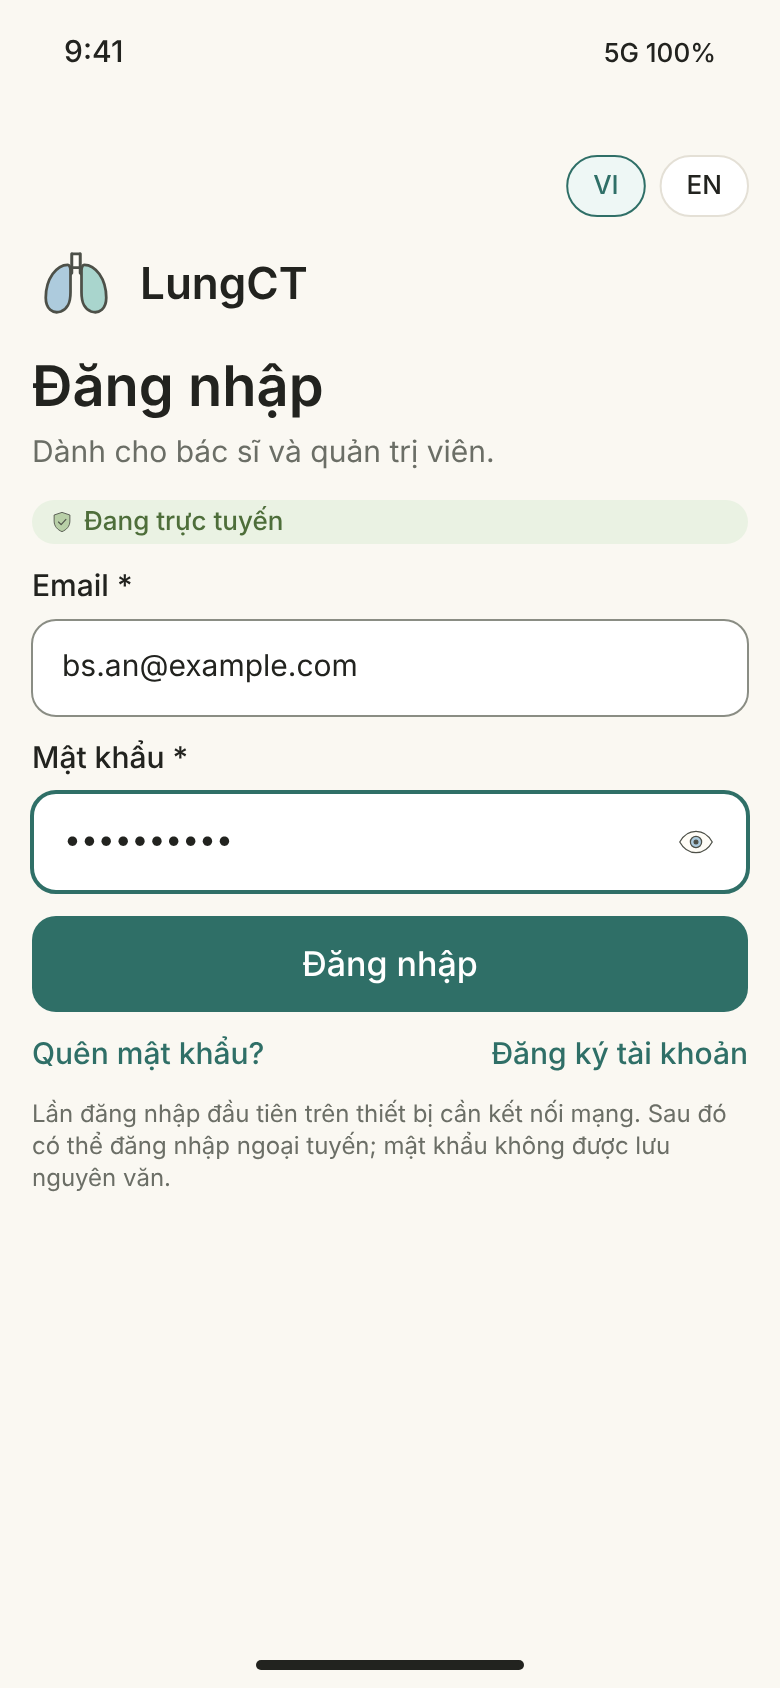 9:41
5G 100%
VI
EN
LungCT
Đăng nhập
Dành cho bác sĩ và quản trị viên.
Đang trực tuyến
Email *
bs.an@example.com
Mật khẩu *
••••••••••
Đăng nhập
Quên mật khẩu?
Đăng ký tài khoản
Lần đăng nhập đầu tiên trên thiết bị cần kết nối mạng. Sau đó
có thể đăng nhập ngoại tuyến; mật khẩu không được lưu
nguyên văn.